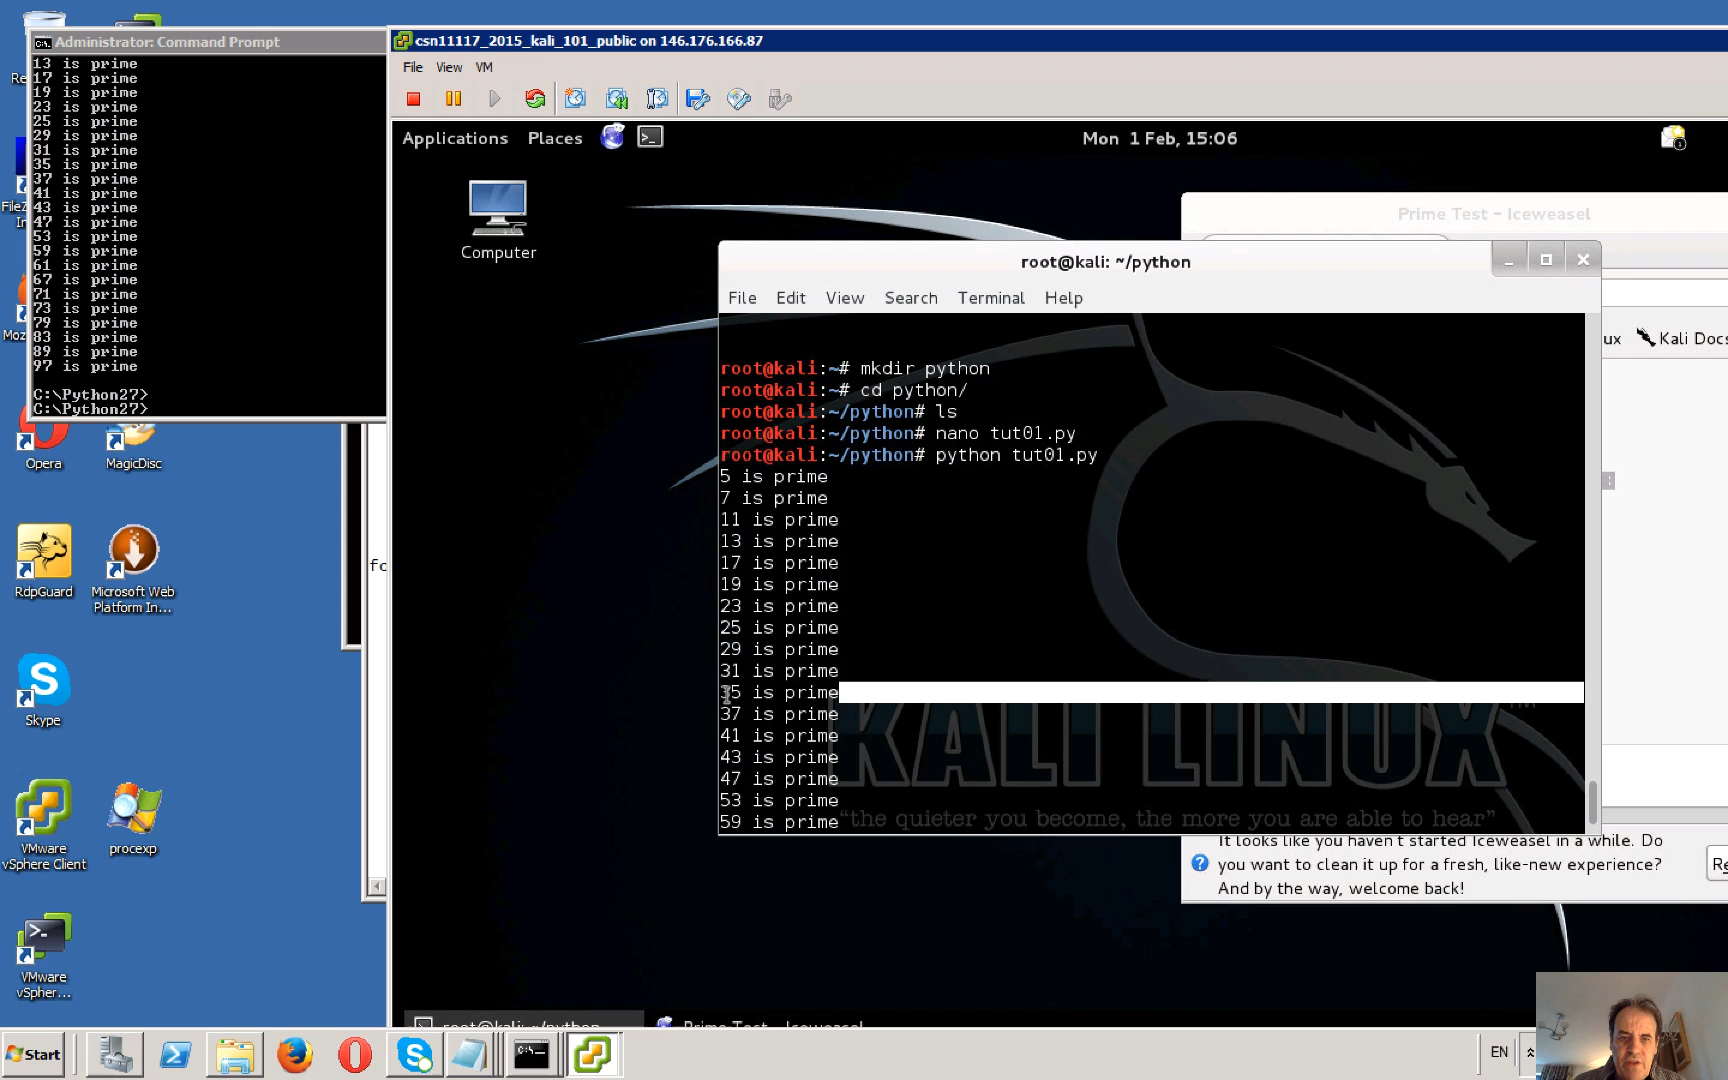 Administrator: Command Prompt
13 is prime
17 is prime
19 is prime
23 is prime
25 is prime
29 is prime
31 is prime
35 is prime
37 is prime
41 is prime
43 is prime
47 is prime
53 is prime
59 is prime
61 is prime
67 is prime
71 is prime
73 is prime
79 is prime
83 is prime
89 is prime
97 is prime
C:\Python27>
C:\Python27>
Opera
MagicDisc
RdpGuard
Microsoft Web
Platform In...
Skype
VMware
vSphere Client
procexp
VMware
vSpher...
csn11117_2015_kali_101_public on 146.176.166.87
File View VM
Applications Places
Mon 1 Feb, 15:06
Computer
Prime Test - Iceweasel
root@kali: ~/python
File Edit View Search Terminal Help
root@kali:~# mkdir python
root@kali:~# cd python/
root@kali:~/python# ls
root@kali:~/python# nano tut01.py
root@kali:~/python# python tut01.py
5 is prime
7 is prime
11 is prime
13 is prime
17 is prime
19 is prime
23 is prime
25 is prime
29 is prime
31 is prime
35 is prime
37 is prime
41 is prime
43 is prime
47 is prime
53 is prime
59 is prime
KALI LINUX
TM
“the quieter you become, the more you are able to hear”
ux Kali Docs
It looks like you haven't started Iceweasel in a while. Do
you want to clean it up for a fresh, like-new experience?
And by the way, welcome back!
root@kali: ~/python
Prime Test - Iceweasel
Start
EN